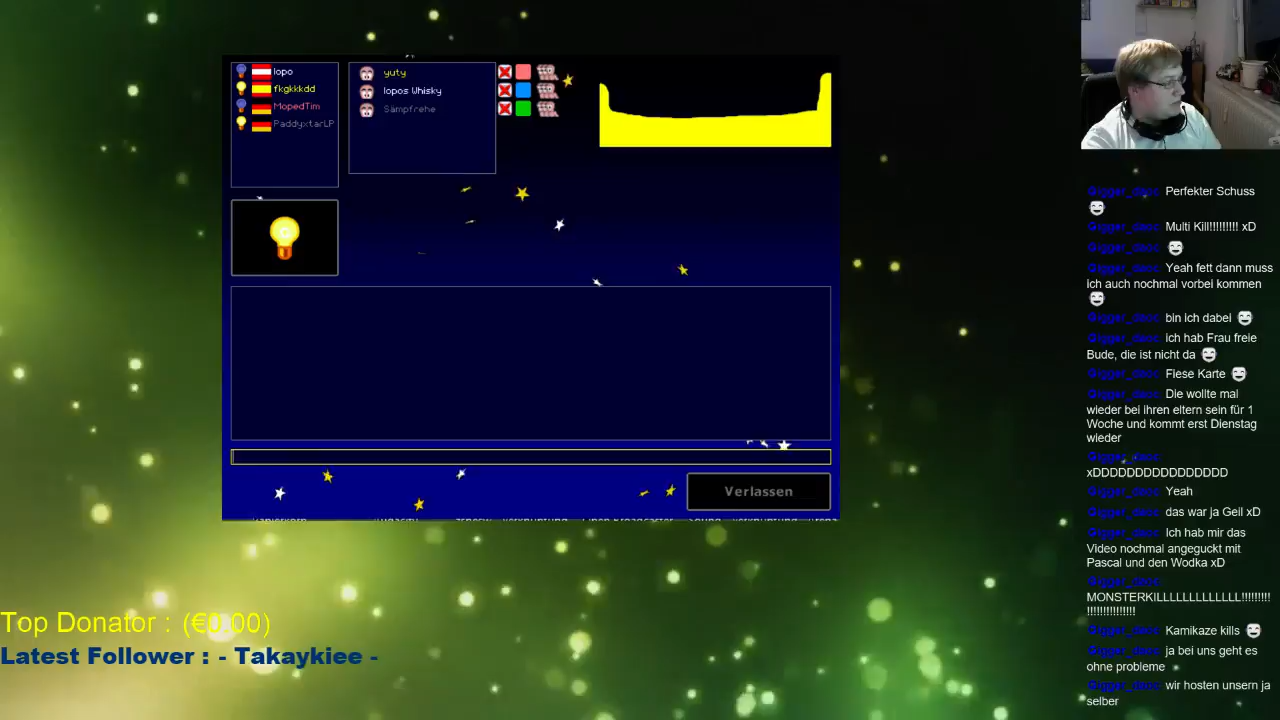 lopo
fkgkkkdd
MopedTim
PaddyxtarLP
yuty
lopos Whisky
Sämpfrehe
Verlassen
Top Donator : (€0.00)
Latest Follower : - Takaykiee -
Perfekter Schuss
Multi Kill!!!!!!!!! xD
Yeah fett dann muss
ich auch nochmal vorbei kommen
bin ich dabei
ich hab Frau freie
Bude, die ist nicht da
Fiese Karte
Die wollte mal
wieder bei ihren eltern sein für 1
Woche und kommt erst Dienstag
wieder
xDDDDDDDDDDDDDDDD
Yeah
das war ja Geil xD
Ich hab mir das
Video nochmal angeguckt mit
Pascal und den Wodka xD
MONSTERKILLLLLLLLLLLLL!!!!!!!!!!
!!!!!!!!!!!!!!!
Kamikaze kills
ja bei uns geht es
ohne probleme
wir hosten unsern ja
selber